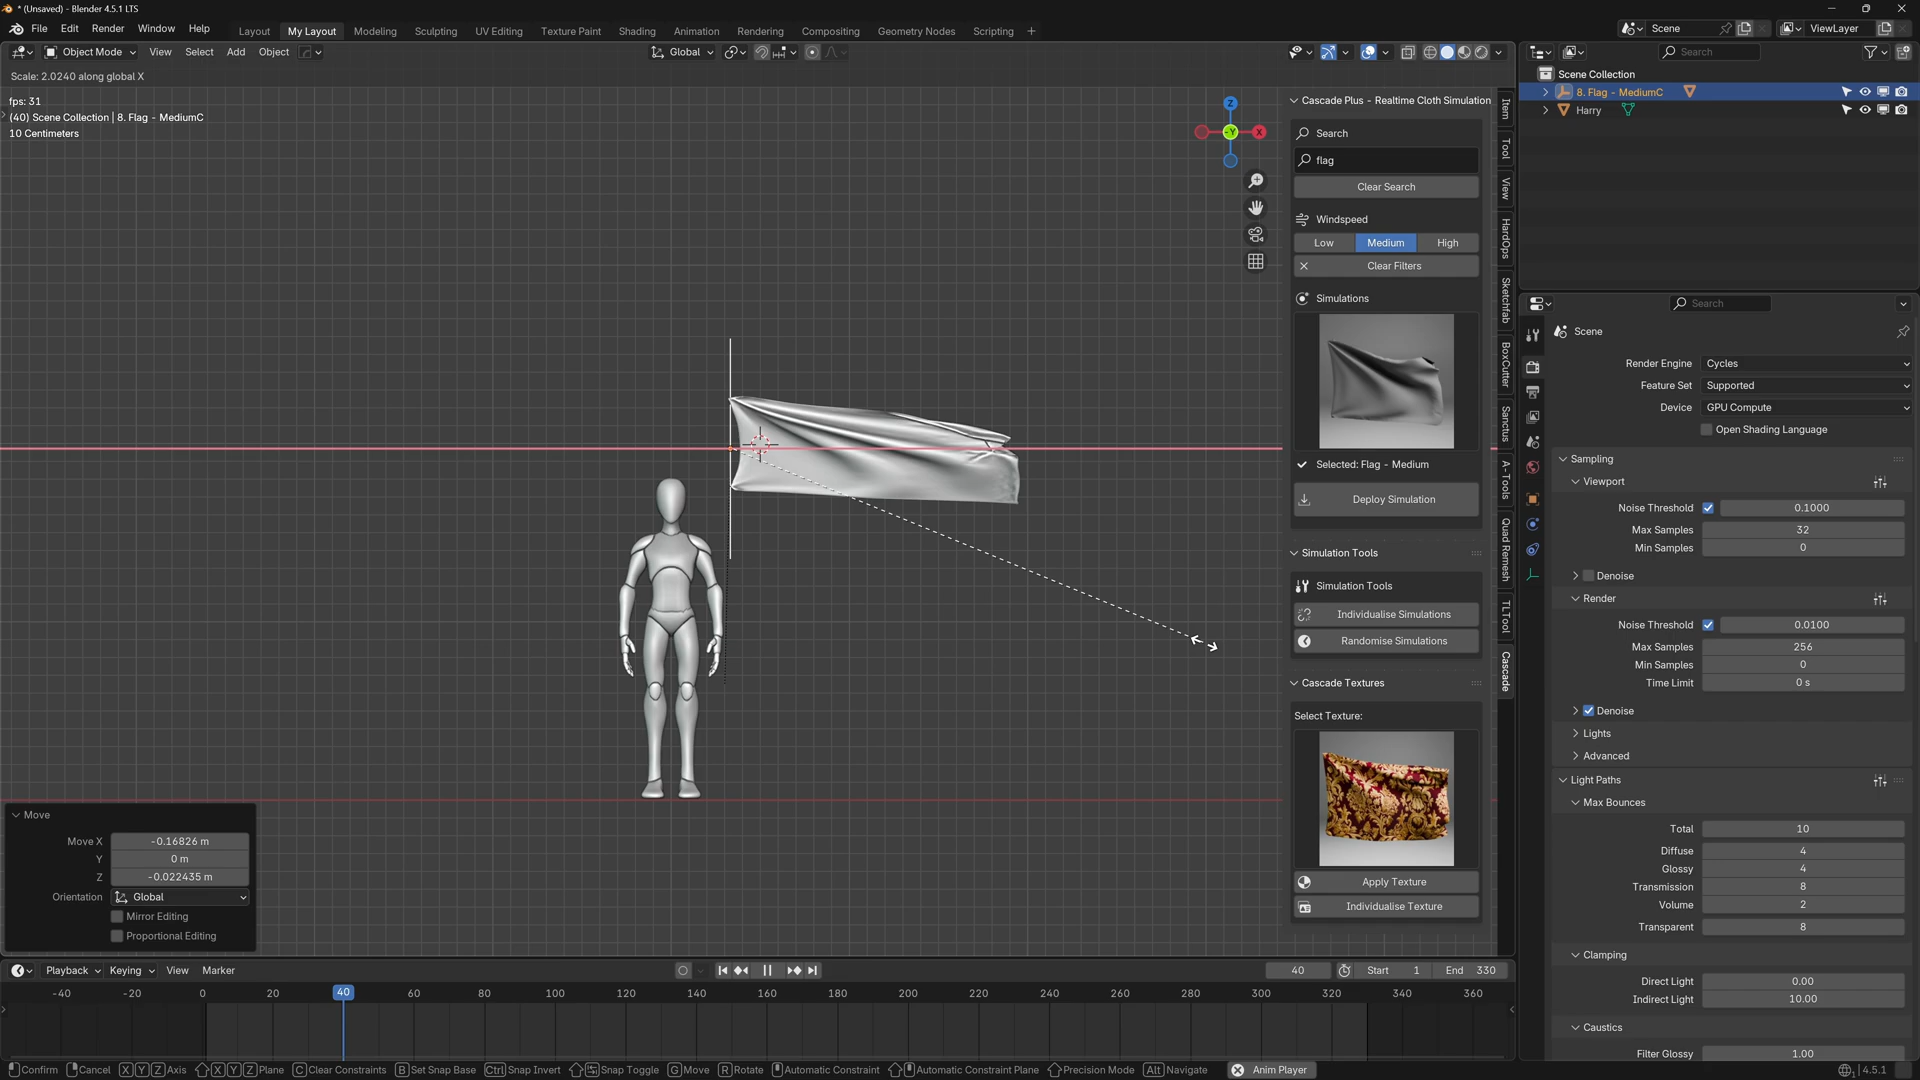 * (Unsaved) - Blender 4.5.1 LTS
File Edit Render Window Help
Layout My Layout Modeling Sculpting UV Editing Texture Paint Shading Animation Rendering Compositing Geometry Nodes Scripting +
Scene
ViewLayer
Object Mode View Select Add Object
Global
Search
Scale: 2.0240 along global X
fps: 31
(40) Scene Collection | 8. Flag - MediumC
10 Centimeters
Z
-Y
X
Cascade Plus - Realtime Cloth Simulation
Search
flag
Clear Search
Windspeed
Low Medium High
Clear Filters
Simulations
Selected: Flag - Medium
Deploy Simulation
Simulation Tools
Simulation Tools
Individualise Simulations
Randomise Simulations
Cascade Textures
Select Texture:
Apply Texture
Individualise Texture
Item
Tool
View
HardOps
Sketchfab
BoxCutter
Sanctus
A-Tools
Quad Remesh
TLTool
Cascade
Scene Collection
8. Flag - MediumC
Harry
Search
Scene
Render Engine Cycles
Feature Set Supported
Device GPU Compute
Open Shading Language
Sampling
Viewport
Noise Threshold 0.1000
Max Samples 32
Min Samples 0
Denoise
Render
Noise Threshold 0.0100
Max Samples 256
Min Samples 0
Time Limit 0 s
Denoise
Lights
Advanced
Light Paths
Max Bounces
Total 10
Diffuse 4
Glossy 4
Transmission 8
Volume 2
Transparent 8
Clamping
Direct Light 0.00
Indirect Light 10.00
Caustics
Filter Glossy 1.00
Move
Move X -0.16826 m
Y 0 m
Z -0.022435 m
Orientation Global
Mirror Editing
Proportional Editing
Playback Keying View Marker
40 Start 1 End 330
-40 -20 0 20 40 60 80 100 120 140 160 180 200 220 240 260 280 300 320 340 360
Confirm Cancel X Y Z Axis X Y Z Plane C Clear Constraints B Set Snap Base Ctrl Snap Invert Snap Toggle G Move R Rotate Automatic Constraint Automatic Constraint Plane Precision Mode Alt Navigate Anim Player 4.5.1